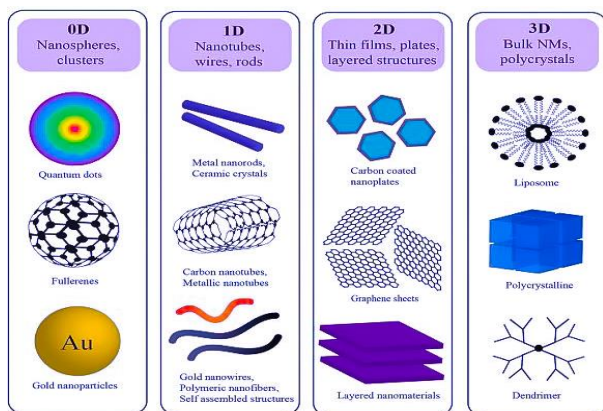 0D
Nanospheres,
clusters
Quantum dots
Fullerenes
Au
Gold nanoparticles
1D
Nanotubes,
wires, rods
Metal nanorods,
Ceramic crystals
Carbon nanotubes,
Metallic nanotubes
Gold nanowires,
Polymeric nanofibers,
Self assembled structures
2D
Thin films, plates,
layered structures
Carbon coated
nanoplates
Graphene sheets
Layered nanomaterials
3D
Bulk NMs,
polycrystals
Liposome
Polycrystalline
Dendrimer